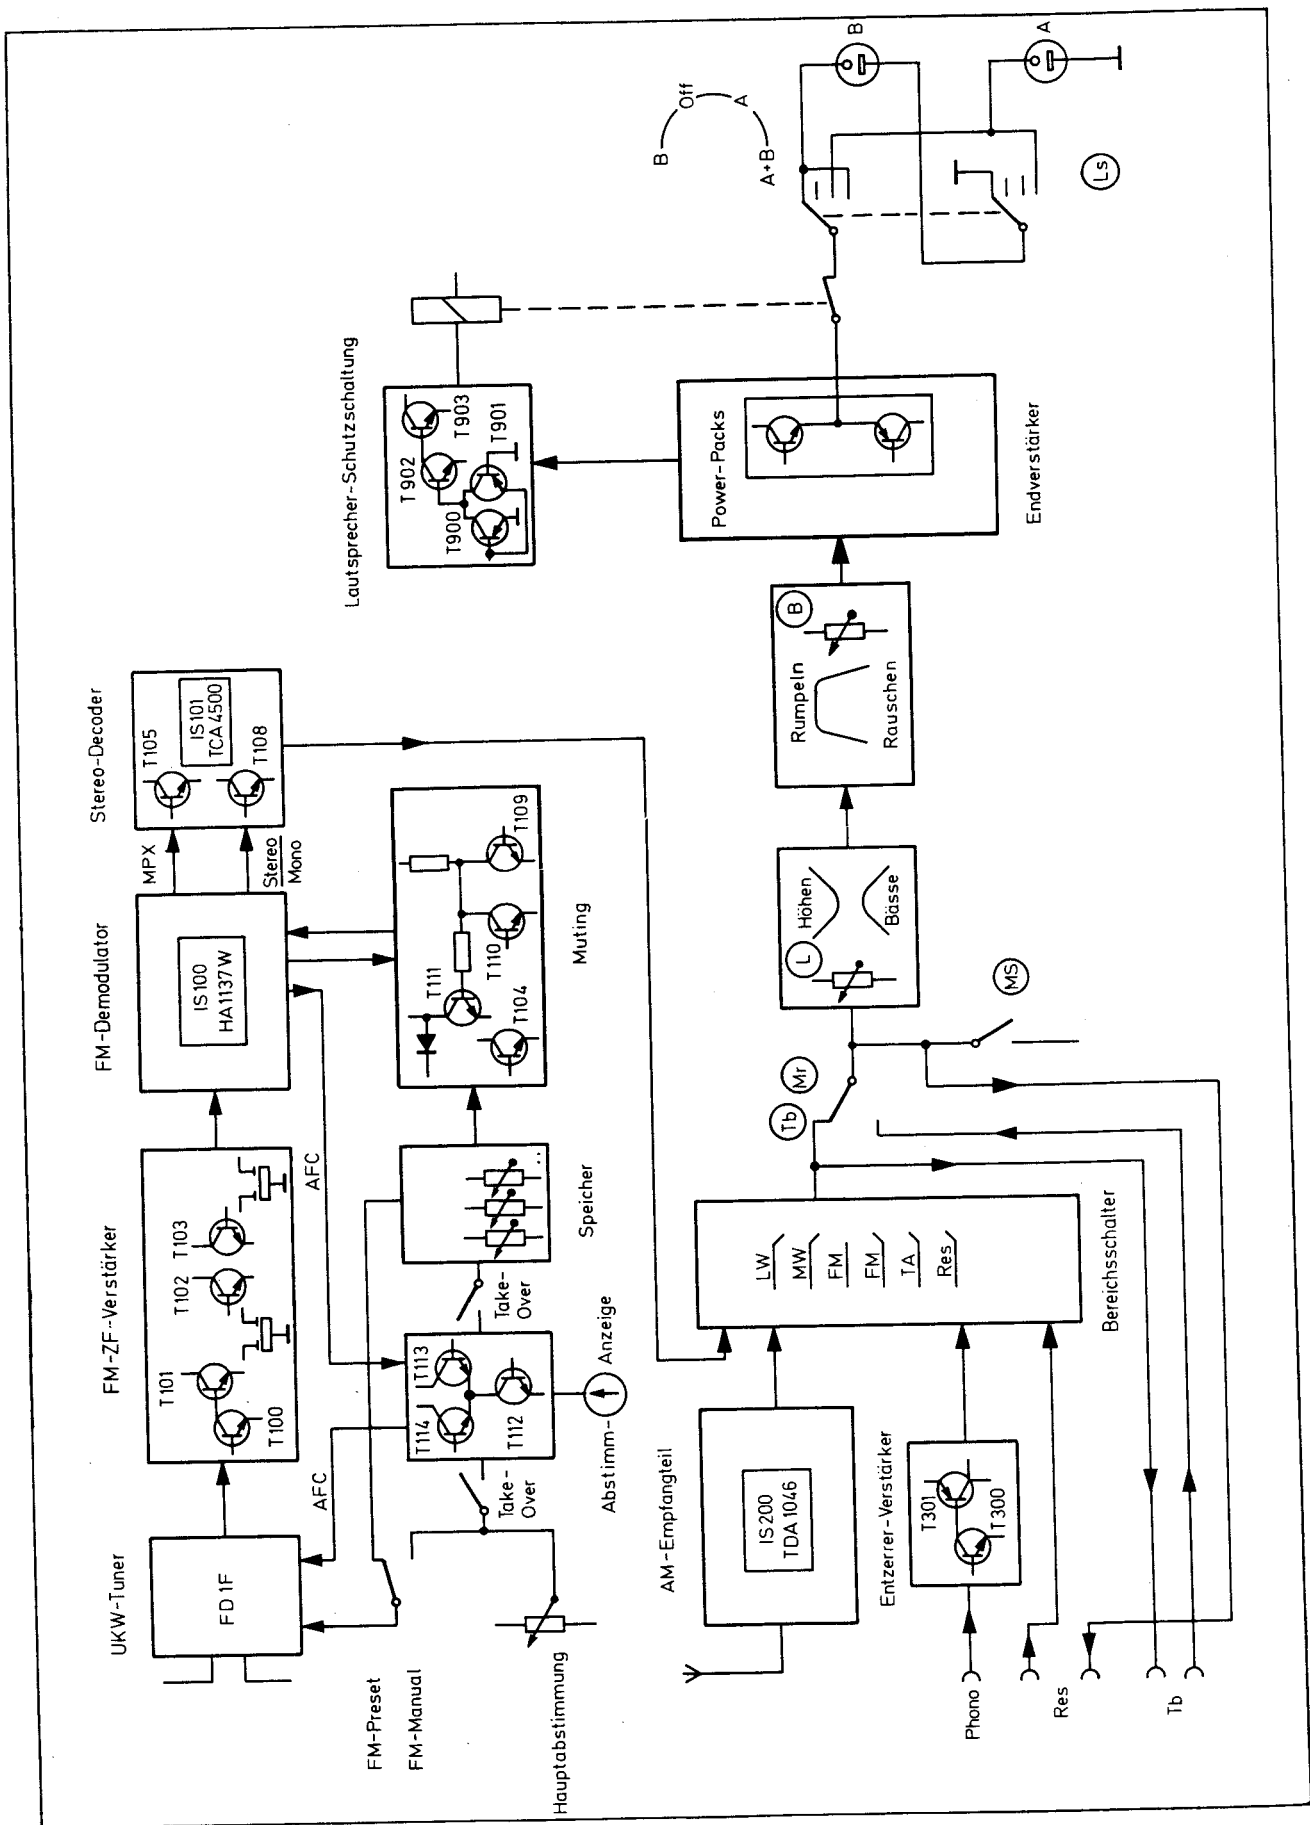 UKW-Tuner
FD1F
FM-ZF-Verstärker
T100
T101
T102
T103
FM-Demodulator
IS100
HA1137W
MPX
Stereo
Mono
Stereo-Decoder
T105
IS101
TCA 4500
T108
AFC
AFC
FM-Preset
FM-Manual
Hauptabstimmung
Take-
Over
T114
T113
T112
Abstimm-
Anzeige
Take-
Over
Speicher
T111
T104
T110
T109
Muting
Lautsprecher-Schutzschaltung
T900
T902
T903
T901
AM-Empfangteil
IS200
TDA1046
Entzerrer-Verstärker
T301
T300
Phono
Res
Tb
LW
MW
FM
FM
TA
Res
Bereichsschalter
Tb
Mr
MS
L
Höhen
Bässe
Rumpeln
B
Rauschen
Power-Packs
Endverstärker
B
Off
A
A+B
B
A
Ls